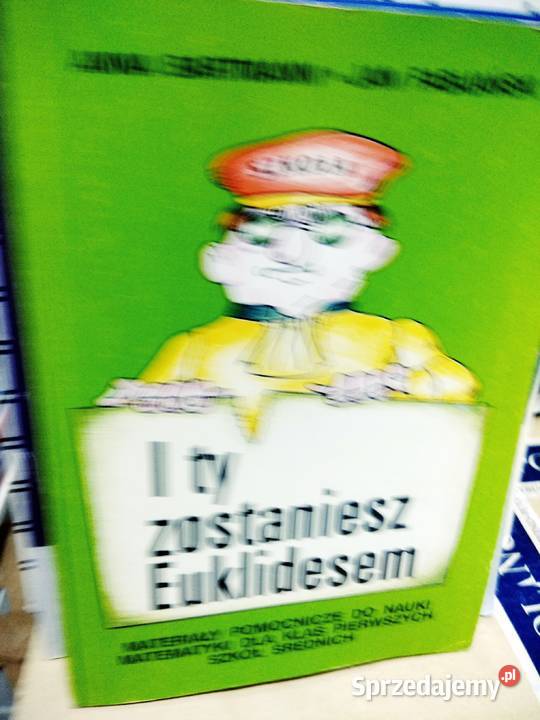 I ty
zostaniesz
Euklidesem
MATERIAŁY POMOCNICZE DO NAUKI
MATEMATYKI DLA KLAS PIERWSZYCH
SZKÓŁ ŚREDNICH
Sprzedajemy.pl